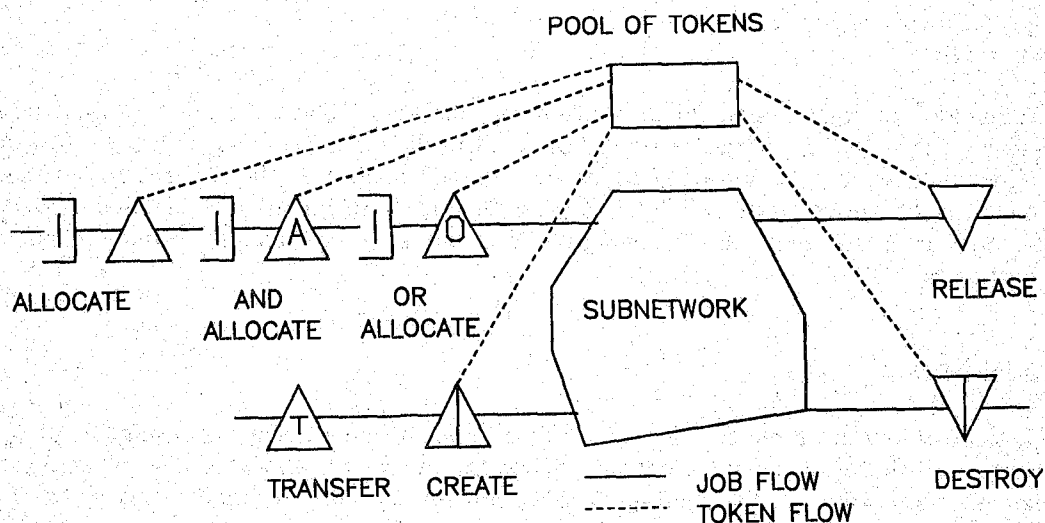 POOL OF TOKENS
A
O
ALLOCATE
AND
ALLOCATE
OR
ALLOCATE
SUBNETWORK
RELEASE
T
TRANSFER
CREATE
DESTROY
JOB FLOW
TOKEN FLOW